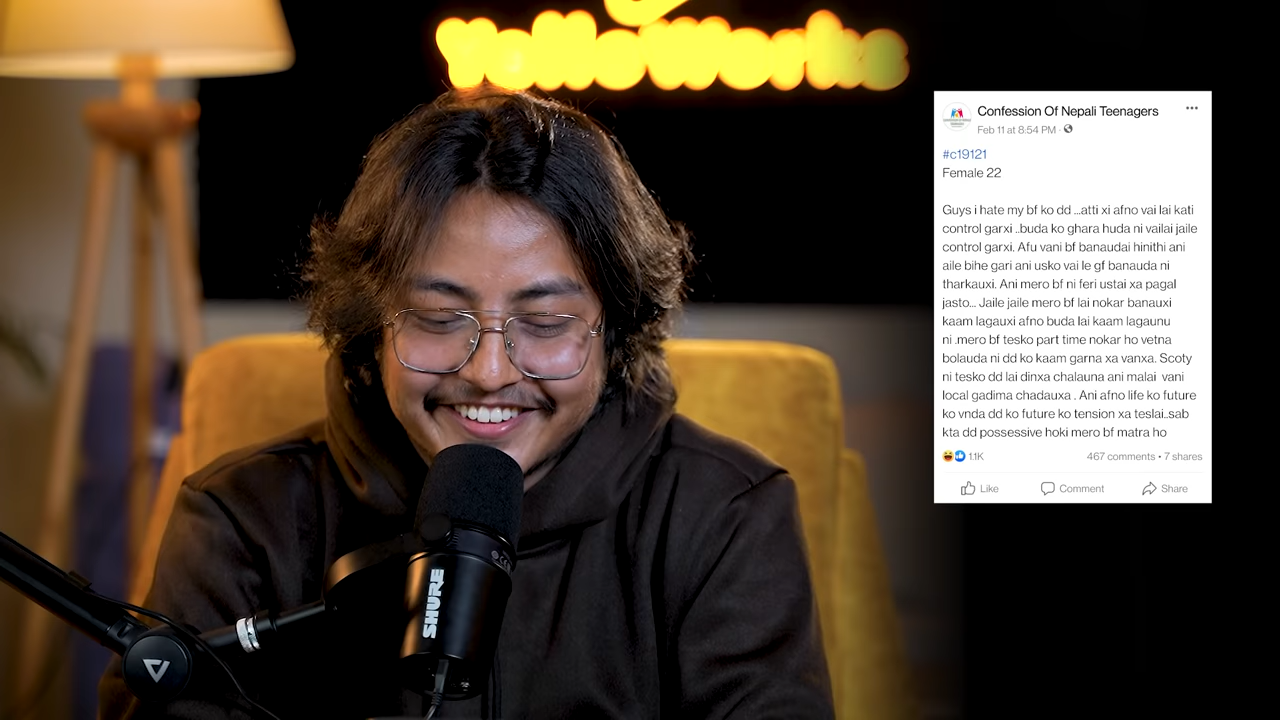 Confession Of Nepali Teenagers
Feb 11 at 8:54 PM ·
#c19121
Female 22
Guys i hate my bf ko dd ...atti xi afno vai lai kati
control garxi ..buda ko ghara huda ni vailai jaile
control garxi. Afu vani bf banaudai hinithi ani
aile bihe gari ani usko vai le gf banauda ni
tharkauxi. Ani mero bf ni feri ustai xa pagal
jasto... Jaile jaile mero bf lai nokar banauxi
kaam lagauxi afno buda lai kaam lagaunu
ni .mero bf tesko part time nokar ho vetna
bolauda ni dd ko kaam garna xa vanxa. Scoty
ni tesko dd lai dinxa chalauna ani malai vani
local gadima chadauxa . Ani afno life ko future
ko vnda dd ko future ko tension xa teslai..sab
kta dd possessive hoki mero bf matra ho
1.1K
467 comments • 7 shares
Like
Comment
Share
SHURE